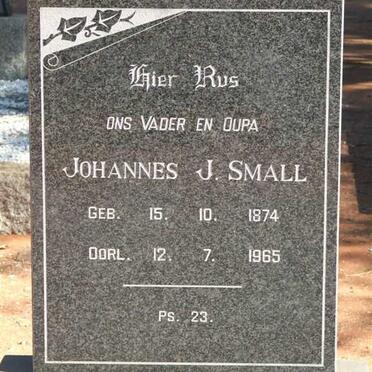 Hier Rus
ONS VADER EN OUPA
JOHANNES J. SMALL
GEB. 15. 10. 1874
OORL. 12. 7. 1965
PS. 23.